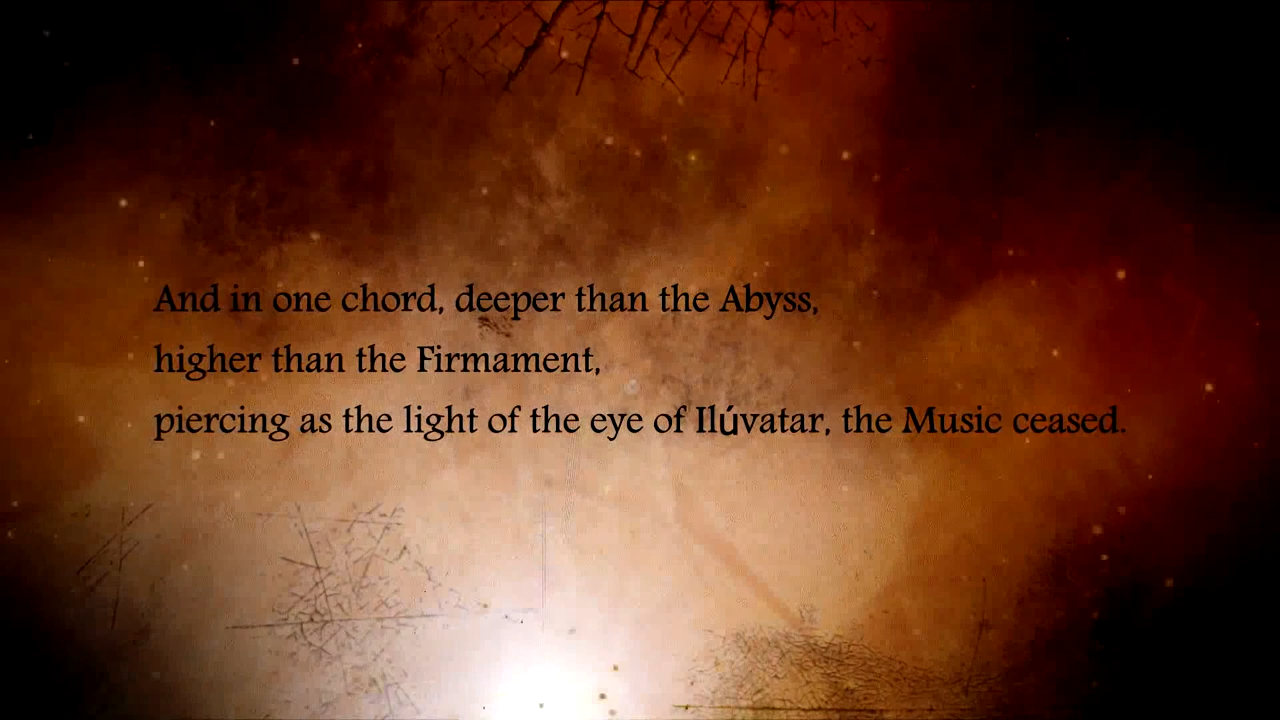 And in one chord, deeper than the Abyss,
higher than the Firmament,
piercing as the light of the eye of Ilúvatar, the Music ceased.